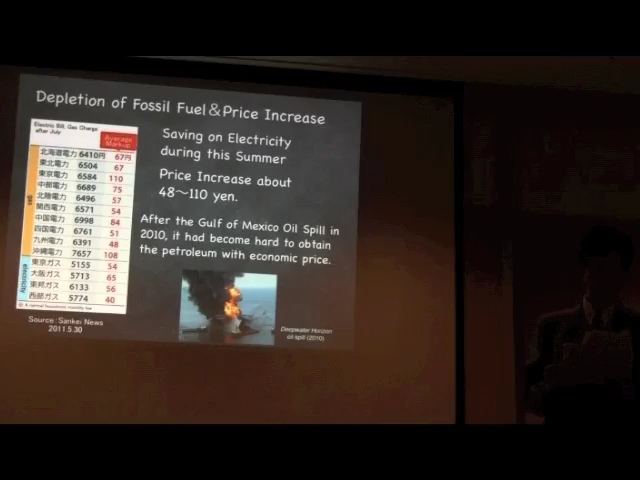 Depletion of Fossil Fuel&Price Increase
Electric Bill, Gas Charge
after July
Average
Markup
北海道電力 6410円 67円
東北電力 6504 67
東京電力 6584 110
中部電力 6689 75
北陸電力 6496 57
関西電力 6571 54
中国電力 6998 84
四国電力 6761 51
九州電力 6391 48
沖縄電力 7657 108
東京ガス 5155 54
大阪ガス 5713 65
東邦ガス 6133 56
西部ガス 5774 40
gas
electricity
Source:Sankei News
2011.5.30
Saving on Electricity
during this Summer
Price Increase about
48〜110 yen.
After the Gulf of Mexico Oil Spill in
2010, it had become hard to obtain
the petroleum with economic price.
Deepwater Horizon
oil spill (2010)